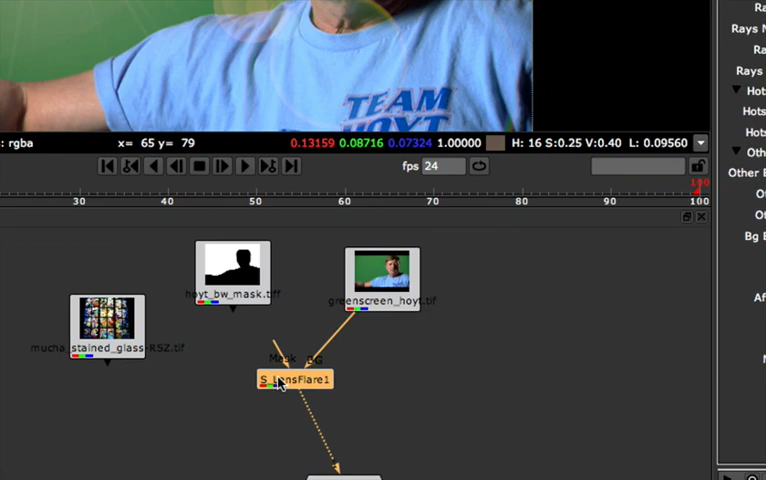 TEAM
HOYT
Ra
Rays M
Ra
Rays
Hots
Hots
Hots
Oth
Other B
Ot
Ot
Bg B
Af
M
: rgba
x= 65 y= 79
0.13159 0.08716 0.07324 1.00000
H: 16 S:0.25 V:0.40
L: 0.09560
fps 24
100
30
40
50
60
70
80
90
100
hoyt_bw_mask.tiff
greenscreen_hoyt.tif
mucha_stained_glass-RSZ.tif
Mask
BG
S_LensFlare1